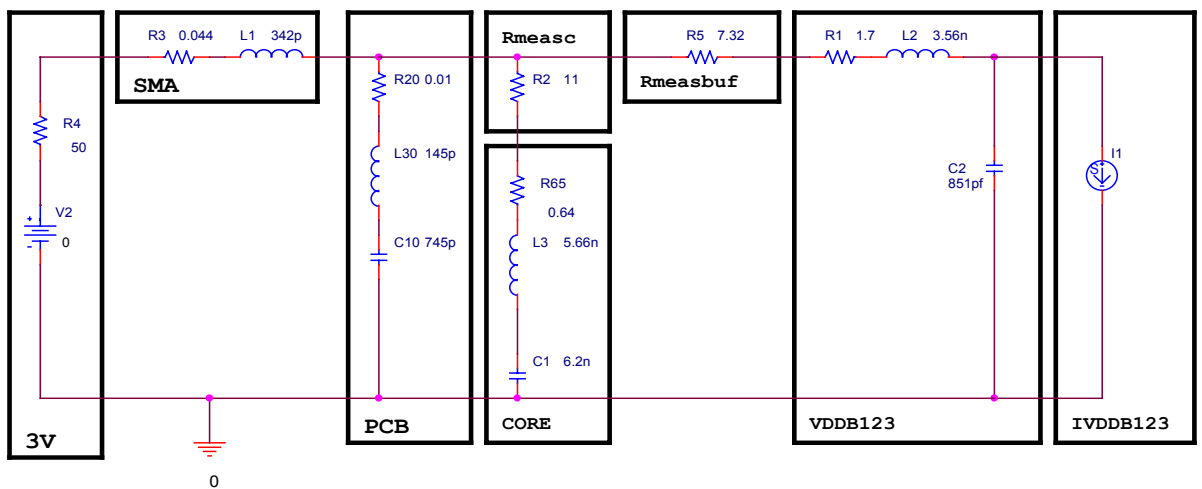 R3 0.044
L1 342p
SMA
R4
50
V2
0
3V
0
R20 0.01
L30 145p
C10 745p
PCB
Rmeasc
R2 11
R65
0.64
L3 5.66n
C1 6.2n
CORE
R5 7.32
Rmeasbuf
R1 1.7
L2 3.56n
C2
851pf
VDDB123
I1
S
IVDDB123